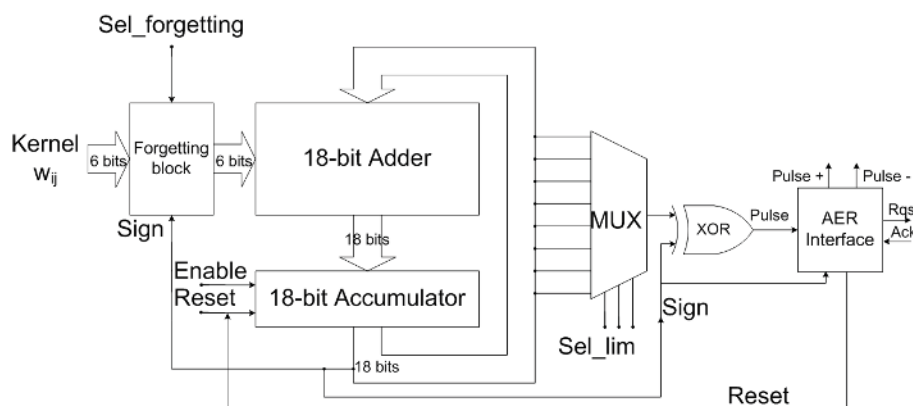 Sel_forgetting
Kernel
wij
6 bits
Forgetting
block
6 bits
18-bit Adder
Sign
18 bits
Enable
Reset
18-bit Accumulator
18 bits
MUX
Sel_lim
XOR
Pulse
Sign
Pulse +
Pulse -
AER
Interface
Rqst
Ack
Reset